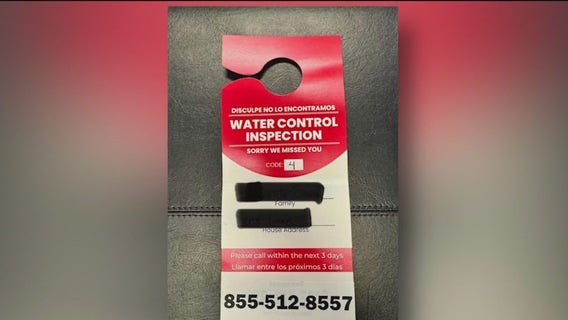 DISCULPE NO LO ENCONTRAMOS
WATER CONTROL
INSPECTION
SORRY WE MISSED YOU
CODE: 4
Family
House Address
Please call within the next 3 days
Llamar entre los próximos 3 días
855-512-8557